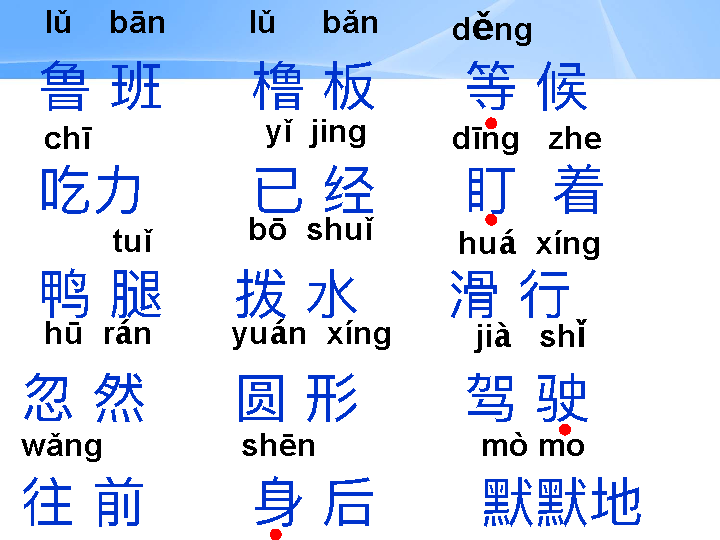 lǔ bān lǔ bǎn děng
鲁班 橹板 等候
chī yǐ jing dīng zhe
吃力 已经 盯着
tuǐ bō shuǐ huá xíng
鸭腿 拨水 滑行
hū rán yuán xíng jià shǐ
忽然 圆形 驾驶
wǎng shēn mò mo
往前 身后 默默地